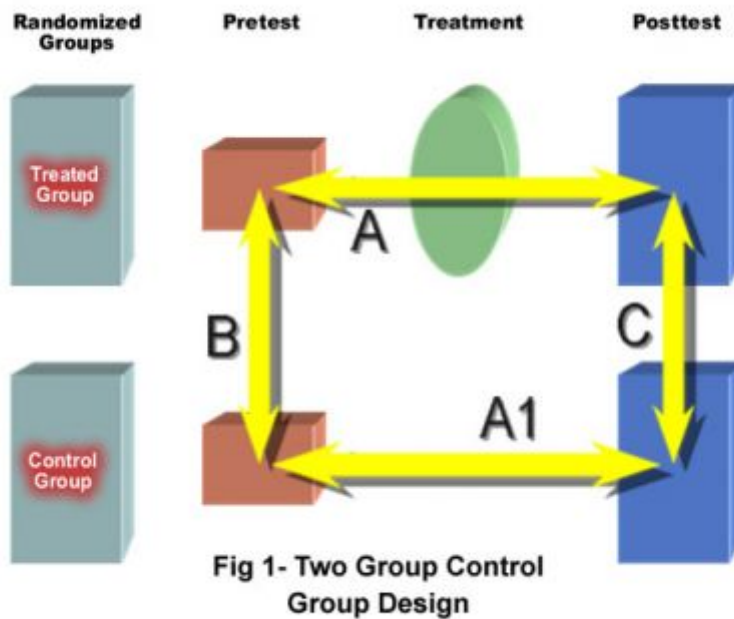 Randomized
Groups
Pretest
Treatment
Posttest
Treated
Group
A
B
C
A1
Control
Group
Fig 1- Two Group Control
Group Design